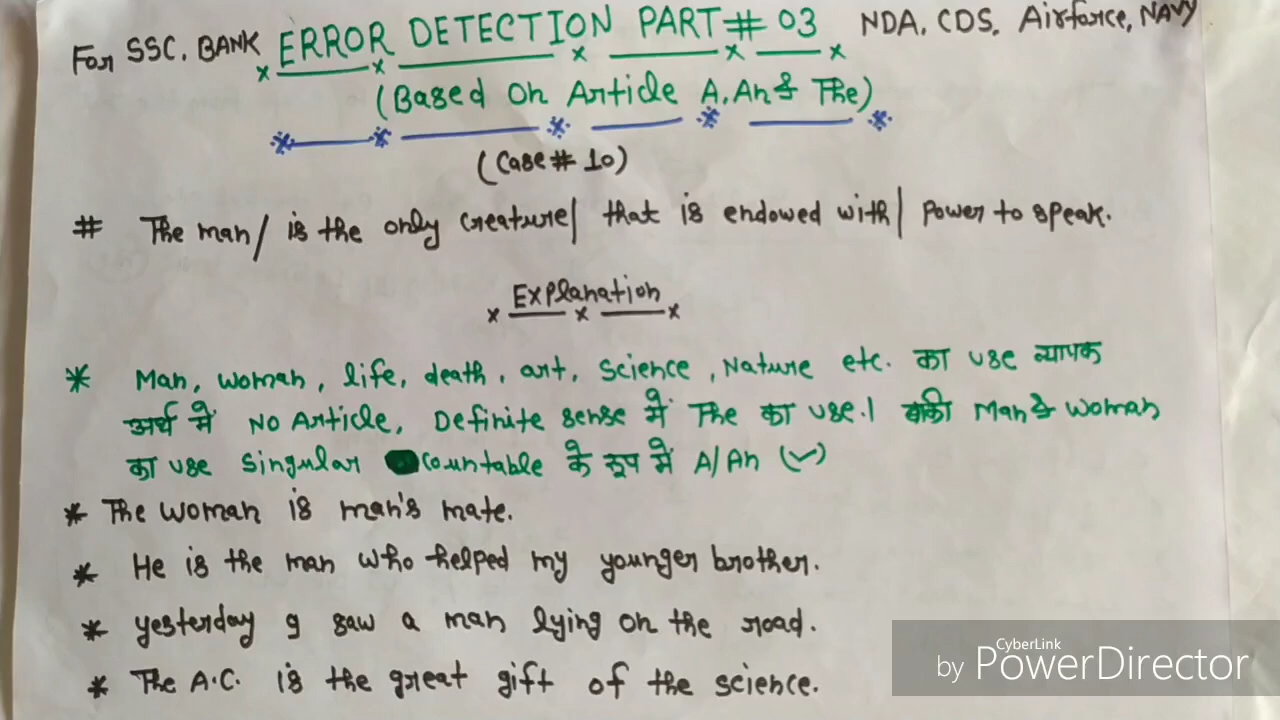 For SSC, BANK ERROR DETECTION PART # 03 NDA, CDS, Airforce, NAVY
(Based On Article A, An & The)
(Case # 10)
# The man/ is the only creature/ that is endowed with/ power to speak.
Explanation
* Man, woman, life, death, art, Science, Nature etc. का use व्यापक
अर्थ में No Article, Definite sense में The का use। Man & woman
का use singular countable के रूप में A/An (✓)
* The woman is man's mate.
* He is the man who helped my younger brother.
* yesterday I saw a man lying on the road.
* The A.C. is the great gift of the science.
CyberLink
by PowerDirector